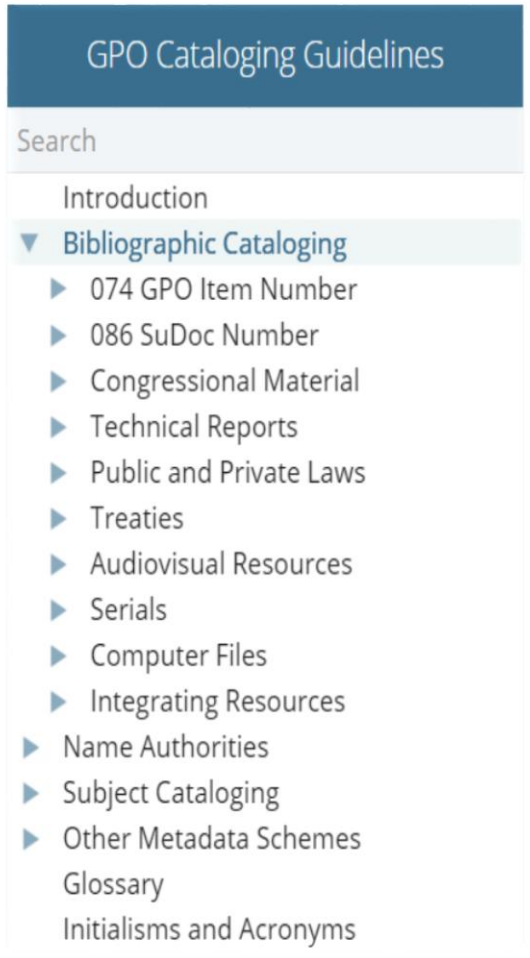 GPO Cataloging Guidelines
Search
Introduction
Bibliographic Cataloging
074 GPO Item Number
086 SuDoc Number
Congressional Material
Technical Reports
Public and Private Laws
Treaties
Audiovisual Resources
Serials
Computer Files
Integrating Resources
Name Authorities
Subject Cataloging
Other Metadata Schemes
Glossary
Initialisms and Acronyms